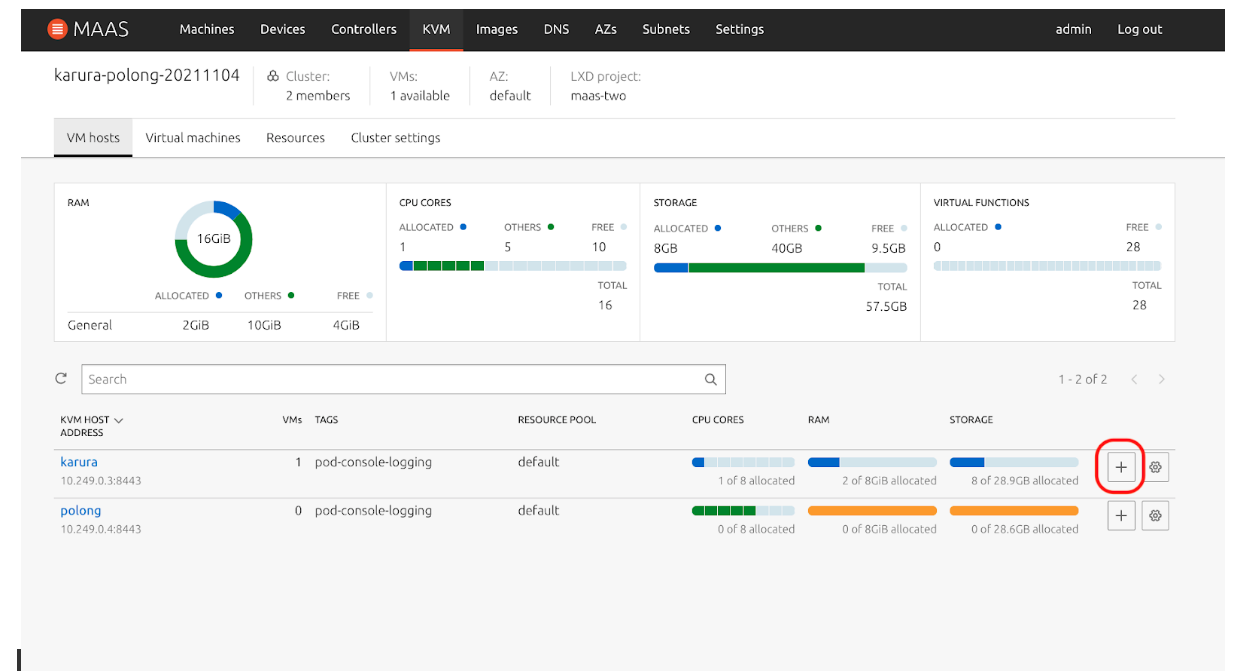 MAAS Machines Devices Controllers KVM Images DNS AZs Subnets Settings admin Log out
karura-polong-20211104 Cluster: VMs: AZ: LXD project:
2 members 1 available default maas-two
VM hosts Virtual machines Resources Cluster settings
RAM CPU CORES STORAGE VIRTUAL FUNCTIONS
ALLOCATED OTHERS FREE ALLOCATED OTHERS FREE ALLOCATED FREE
16GiB 1 5 10 8GB 40GB 9.5GB 0 28
TOTAL TOTAL TOTAL
ALLOCATED OTHERS FREE 16 57.5GB 28
General 2GiB 10GiB 4GiB
Search 1 - 2 of 2
KVM HOST VMs TAGS RESOURCE POOL CPU CORES RAM STORAGE
ADDRESS
karura 1 pod-console-logging default
10.249.0.3:8443 1 of 8 allocated 2 of 8GiB allocated 8 of 28.9GB allocated
polong 0 pod-console-logging default
10.249.0.4:8443 0 of 8 allocated 0 of 8GiB allocated 0 of 28.6GB allocated